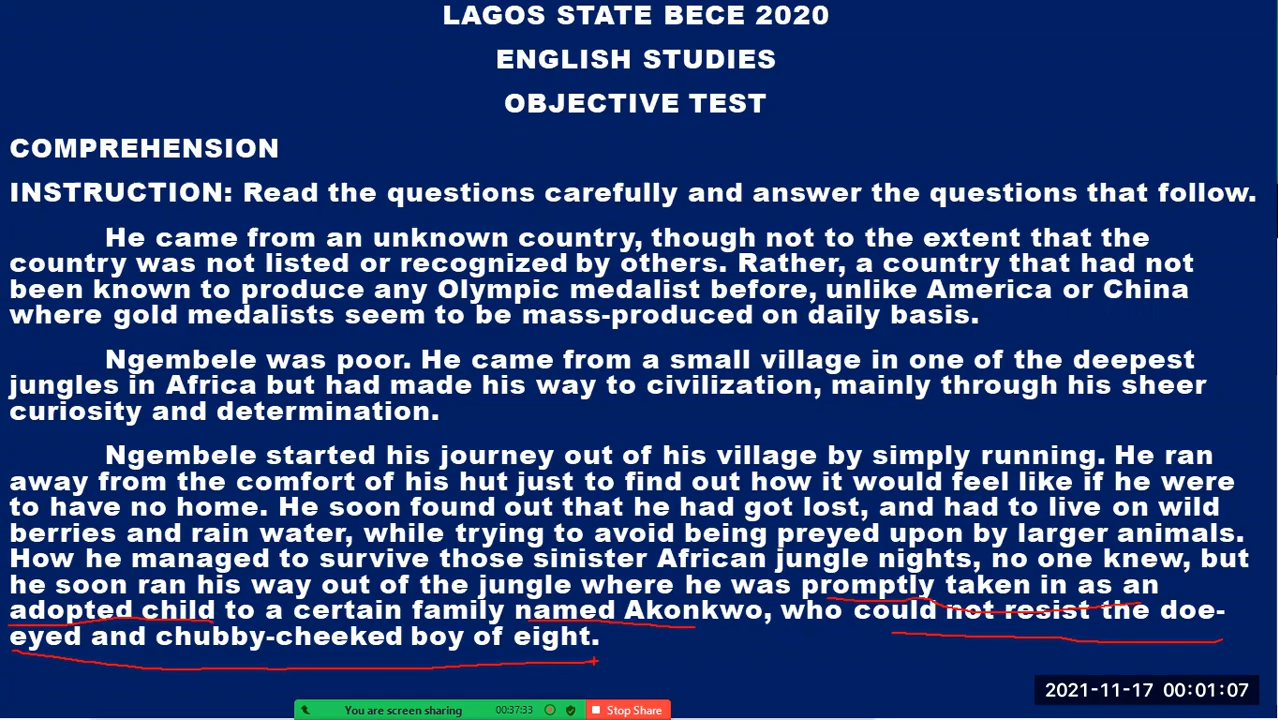 LAGOS STATE BECE 2020
ENGLISH STUDIES
OBJECTIVE TEST
COMPREHENSION
INSTRUCTION: Read the questions carefully and answer the questions that follow.
He came from an unknown country, though not to the extent that the
country was not listed or recognized by others. Rather, a country that had not
been known to produce any Olympic medalist before, unlike America or China
where gold medalists seem to be mass-produced on daily basis.
Ngembele was poor. He came from a small village in one of the deepest
jungles in Africa but had made his way to civilization, mainly through his sheer
curiosity and determination.
Ngembele started his journey out of his village by simply running. He ran
away from the comfort of his hut just to find out how it would feel like if he were
to have no home. He soon found out that he had got lost, and had to live on wild
berries and rain water, while trying to avoid being preyed upon by larger animals.
How he managed to survive those sinister African jungle nights, no one knew, but
he soon ran his way out of the jungle where he was promptly taken in as an
adopted child to a certain family named Akonkwo, who could not resist the doe-
eyed and chubby-cheeked boy of eight.
2021-11-17 00:01:07
You are screen sharing 00:37:33 Stop Share